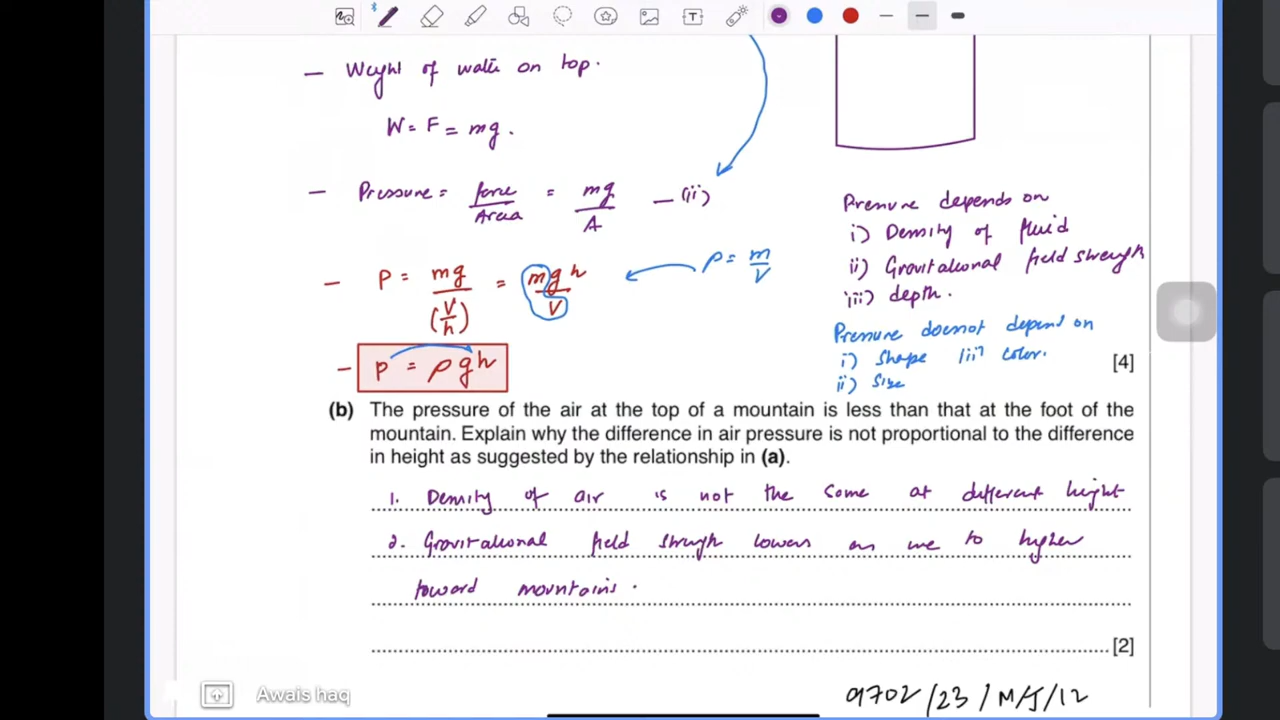 — Weight of water on top.
W = F = mg.
— Pressure = force / Area = mg / A — (ii)
— P = mg / (V/h) = mgh / V
ρ = m / V
— P = ρgh
Pressure depends on
i) Density of fluid
ii) Gravitational field strength
iii) depth.
Pressure doesnot depend on
i) Shape iii) color.
ii) Size
[4]
(b) The pressure of the air at the top of a mountain is less than that at the foot of the
mountain. Explain why the difference in air pressure is not proportional to the difference
in height as suggested by the relationship in (a).
1. Density of air is not the same at different hight
2. Gravitational field strength lowers as we to higher
toward mountains.
[2]
Awais haq
9702/23/M/J/12